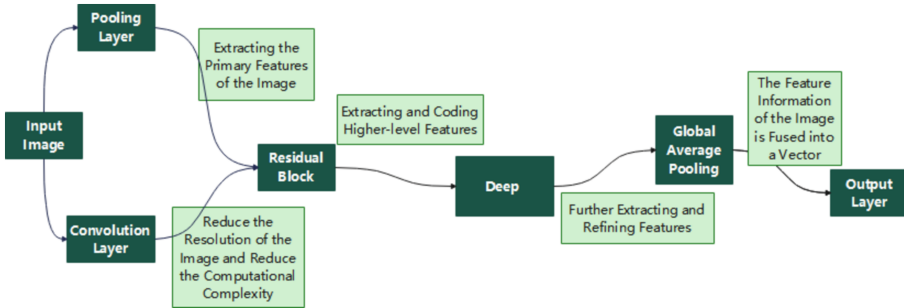 Pooling
Layer
Extracting the
Primary Features
of the Image
Input
Image
Convolution
Layer
Reduce the
Resolution of the
Image and Reduce
the Computational
Complexity
Residual
Block
Extracting and Coding
Higher-level Features
Deep
Further Extracting and
Refining Features
Global
Average
Pooling
The Feature
Information
of the Image
is Fused into
a Vector
Output
Layer